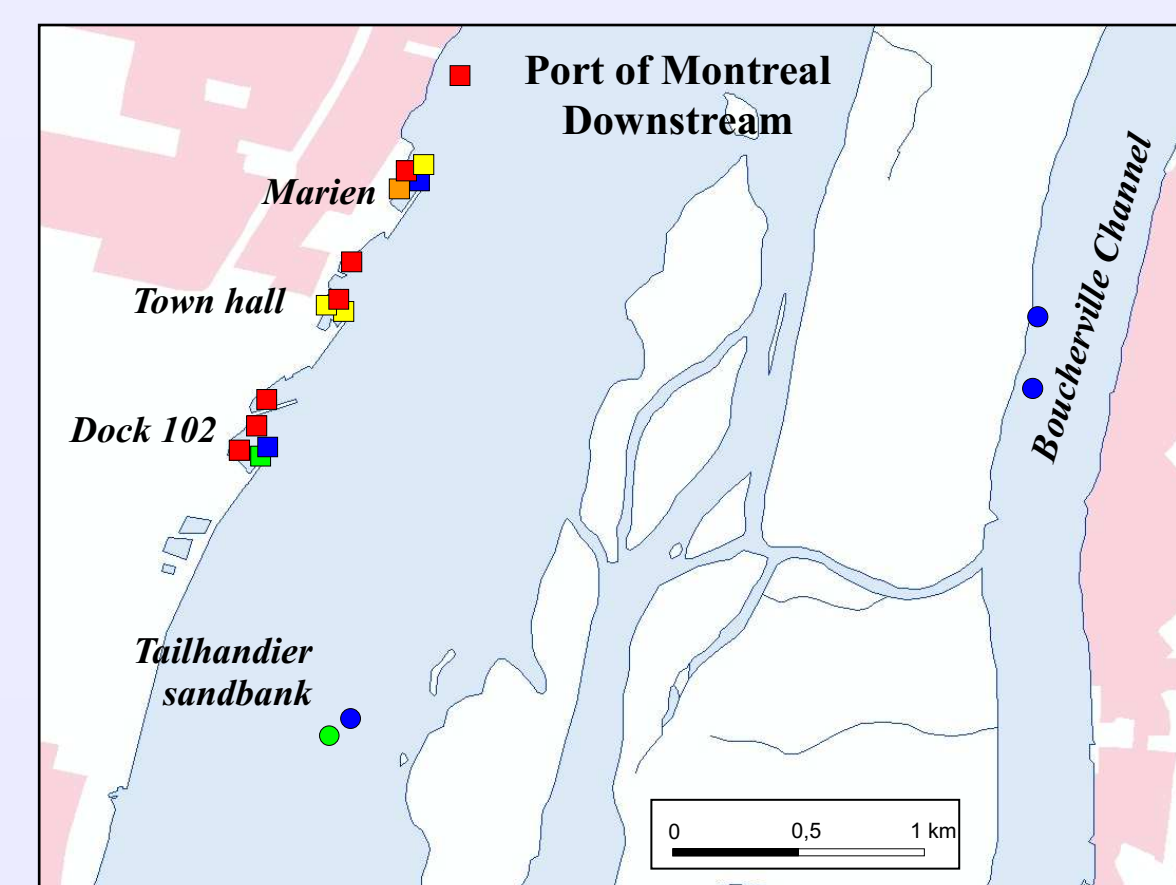 Port of Montreal
Downstream
Marien
Town hall
Dock 102
Boucherville Channel
Tailhandier
sandbank
0 0,5 1 km